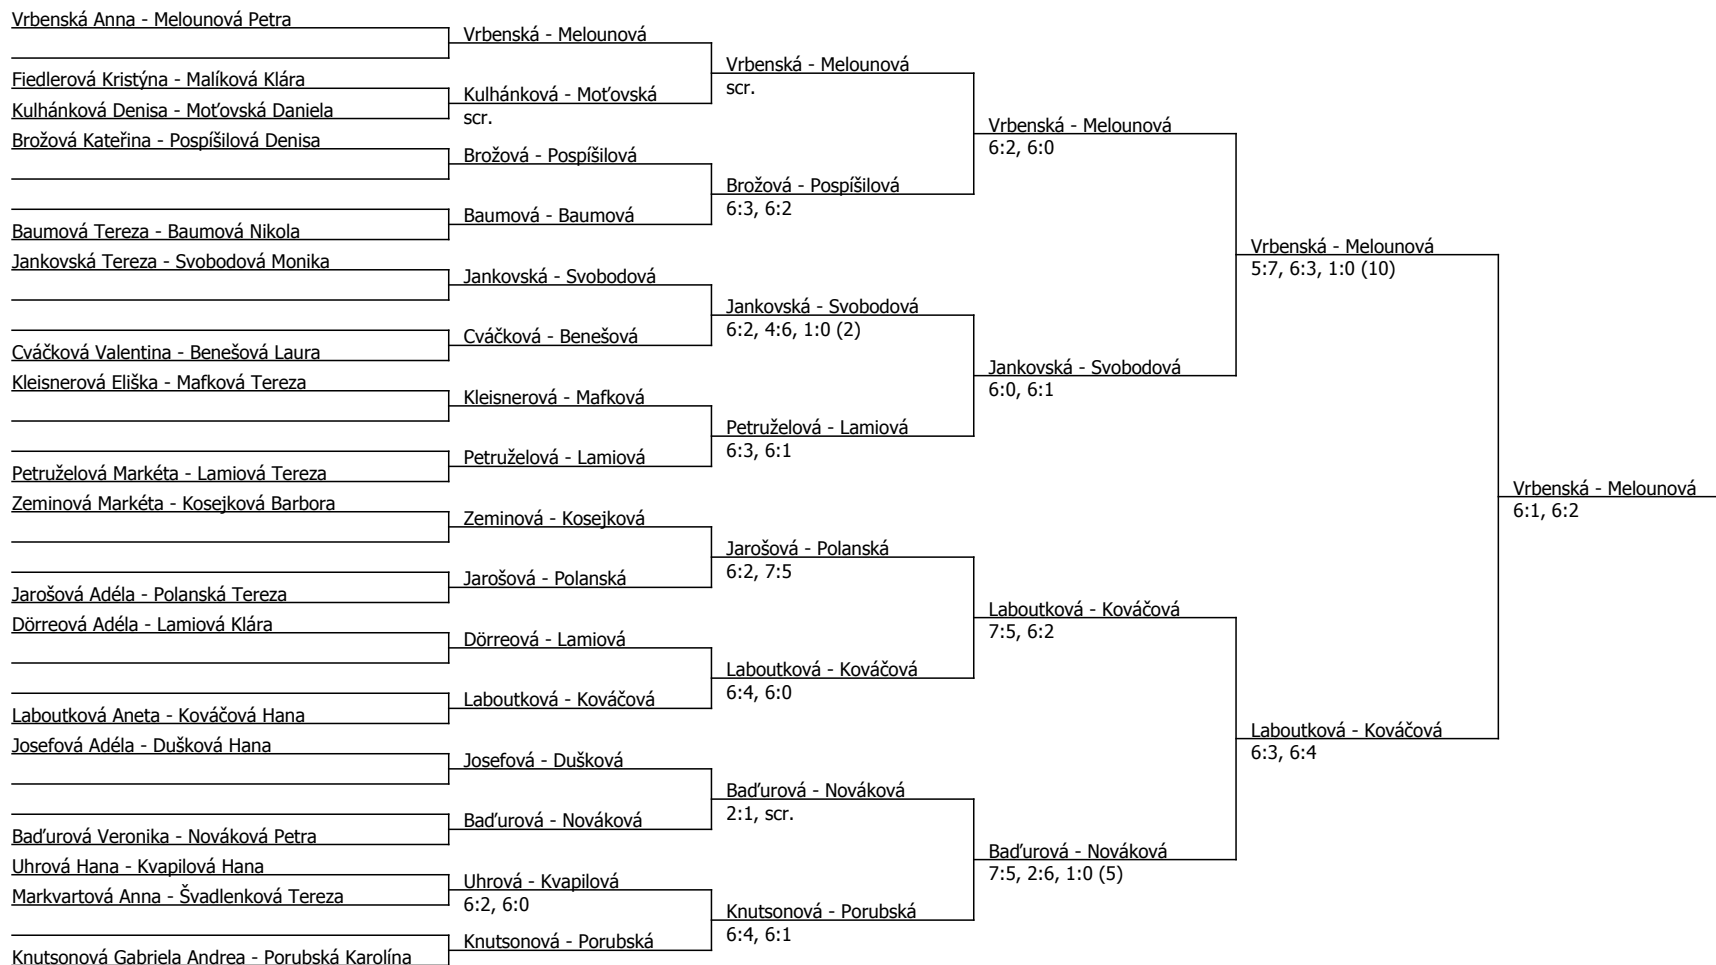 Vrbenská Anna - Melounová Petra
Fiedlerová Kristýna - Malíková Klára
Kulhánková Denisa - Moťovská Daniela
Brožová Kateřina - Pospíšilová Denisa
Baumová Tereza - Baumová Nikola
Jankovská Tereza - Svobodová Monika
Cváčková Valentina - Benešová Laura
Kleisnerová Eliška - Mafková Tereza
Petruželová Markéta - Lamiová Tereza
Zeminová Markéta - Kosejková Barbora
Jarošová Adéla - Polanská Tereza
Dörreová Adéla - Lamiová Klára
Laboutková Aneta - Kováčová Hana
Josefová Adéla - Dušková Hana
Baďurová Veronika - Nováková Petra
Uhrová Hana - Kvapilová Hana
Markvartová Anna - Švadlenková Tereza
Knutsonová Gabriela Andrea - Porubská Karolína
Vrbenská - Melounová
Kulhánková - Moťovská
scr.
Brožová - Pospíšilová
Baumová - Baumová
Jankovská - Svobodová
Cváčková - Benešová
Kleisnerová - Mafková
Petruželová - Lamiová
Zeminová - Kosejková
Jarošová - Polanská
Dörreová - Lamiová
Laboutková - Kováčová
Josefová - Dušková
Baďurová - Nováková
Uhrová - Kvapilová
6:2, 6:0
Knutsonová - Porubská
Vrbenská - Melounová
scr.
Brožová - Pospíšilová
6:3, 6:2
Jankovská - Svobodová
6:2, 4:6, 1:0 (2)
Petruželová - Lamiová
6:3, 6:1
Jarošová - Polanská
6:2, 7:5
Laboutková - Kováčová
6:4, 6:0
Baďurová - Nováková
2:1, scr.
Knutsonová - Porubská
6:4, 6:1
Vrbenská - Melounová
6:2, 6:0
Jankovská - Svobodová
6:0, 6:1
Laboutková - Kováčová
7:5, 6:2
Baďurová - Nováková
7:5, 2:6, 1:0 (5)
Vrbenská - Melounová
5:7, 6:3, 1:0 (10)
Laboutková - Kováčová
6:3, 6:4
Vrbenská - Melounová
6:1, 6:2